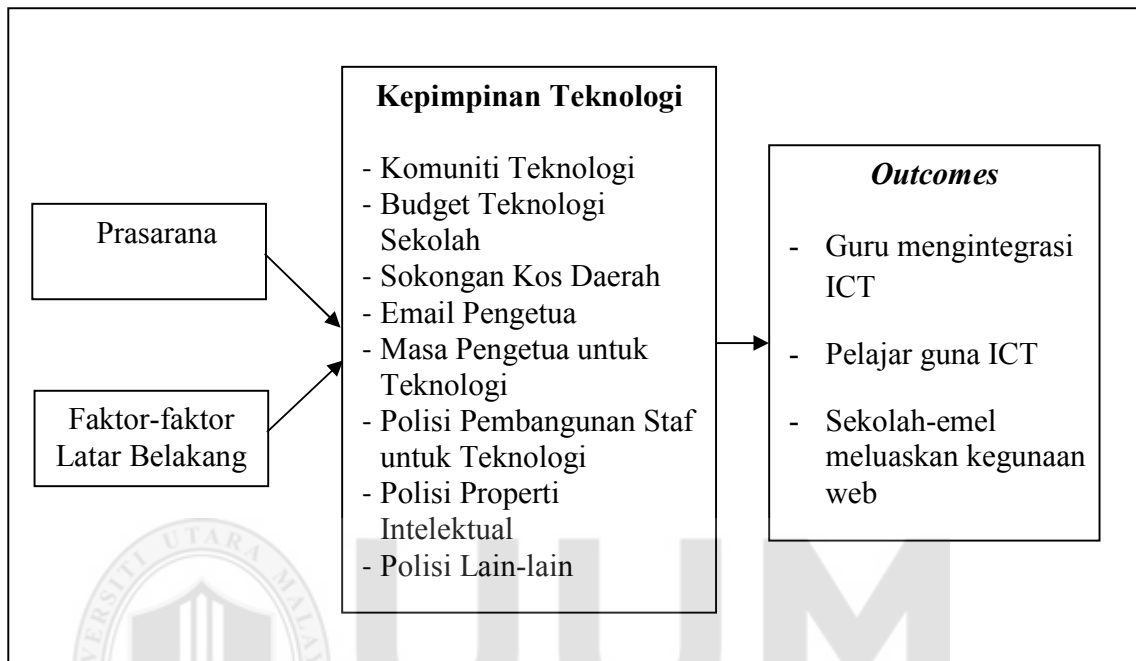 Prasarana
Faktor-faktor
Latar Belakang
Kepimpinan Teknologi
- Komuniti Teknologi
- Budget Teknologi
Sekolah
- Sokongan Kos Daerah
- Email Pengetua
- Masa Pengetua untuk
Teknologi
- Polisi Pembangunan Staf
untuk Teknologi
- Polisi Properti
Intelektual
- Polisi Lain-lain
Outcomes
- Guru mengintegrasi
ICT
- Pelajar guna ICT
- Sekolah-emel
meluaskan kegunaan
web
UUM
UTARA